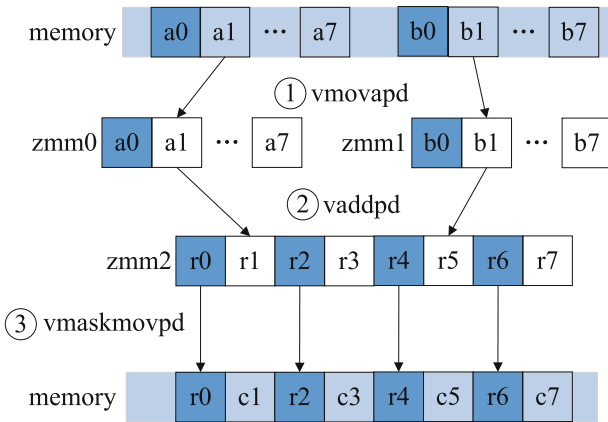 memory a0 a1 ··· a7 b0 b1 ··· b7
1 vmovapd
zmm0 a0 a1 ··· a7 zmm1 b0 b1 ··· b7
2 vaddpd
zmm2 r0 r1 r2 r3 r4 r5 r6 r7
3 vmaskmovpd
memory r0 c1 r2 c3 r4 c5 r6 c7